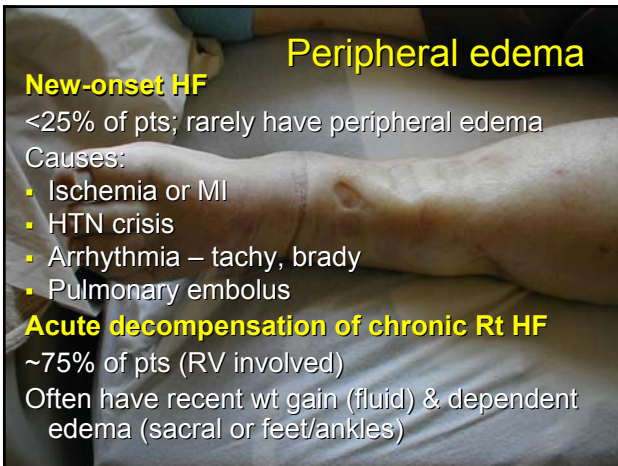 Peripheral edema
New-onset HF
<25% of pts; rarely have peripheral edema
Causes:
▪ Ischemia or MI
▪ HTN crisis
▪ Arrhythmia – tachy, brady
▪ Pulmonary embolus
Acute decompensation of chronic Rt HF
~75% of pts (RV involved)
Often have recent wt gain (fluid) & dependent
edema (sacral or feet/ankles)